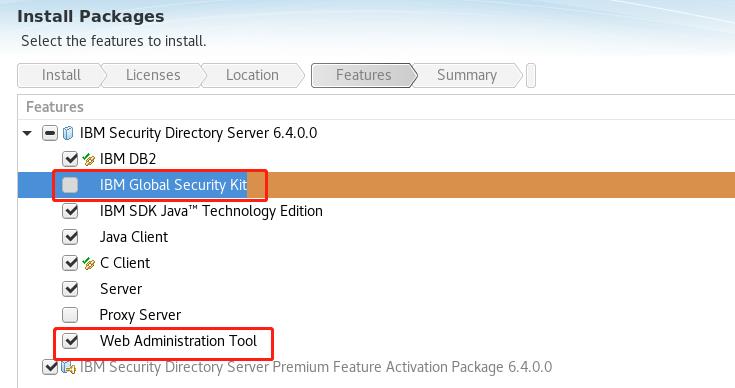 Install Packages
Select the features to install.
Install Licenses Location Features Summary
Features
IBM Security Directory Server 6.4.0.0
IBM DB2
IBM Global Security Kit
IBM SDK Java™ Technology Edition
Java Client
C Client
Server
Proxy Server
Web Administration Tool
IBM Security Directory Server Premium Feature Activation Package 6.4.0.0